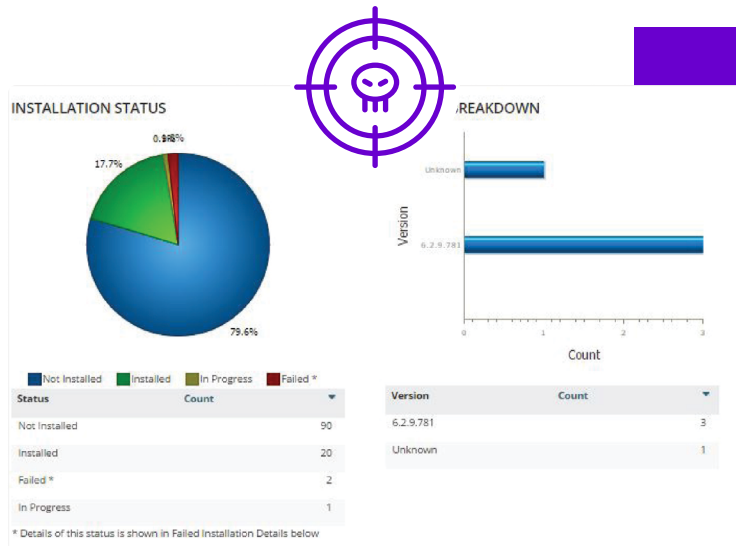 INSTALLATION STATUS
17.7%
79.6%
Not Installed Installed In Progress Failed *
Status Count
Not Installed 90
Installed 20
Failed * 2
In Progress 1
* Details of this status is shown in Failed Installation Details below
REAKDOWN
Version
Unknown
6.2.9.781
0 1 2 3
Count
Version Count
6.2.9.781 3
Unknown 1